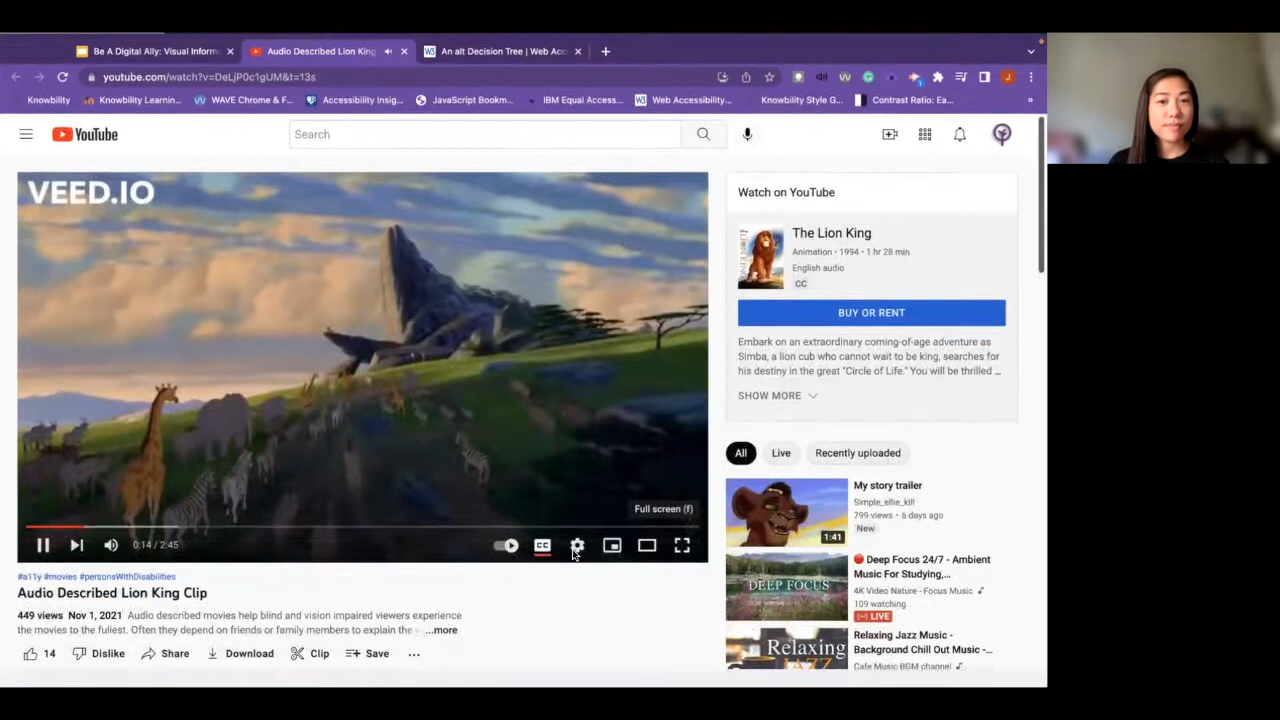 Be A Digital Ally: Visual Inform
Audio Described Lion King
An alt Decision Tree | Web Acc
youtube.com/watch?v=DeLjP0c1gUM&t=13s
J
Knowbility
Knowbility Learnin...
WAVE Chrome & F...
Accessibility Insig...
JavaScript Bookm...
IBM Equal Access...
W3
Web Accessibility...
Knowbility Style G...
Contrast Ratio: Ea...
»
YouTube
Search
VEED.IO
Full screen (f)
0:14 / 2:45
CC
#a11y #movies #personsWithDisabilities
Audio Described Lion King Clip
449 views Nov 1, 2021 Audio described movies help blind and vision impaired viewers experience
the movies to the fullest. Often they depend on friends or family members to explain the ...more
14 Dislike Share Download Clip Save ...
Watch on YouTube
The Lion King
Animation • 1994 • 1 hr 28 min
English audio
CC
BUY OR RENT
Embark on an extraordinary coming-of-age adventure as
Simba, a lion cub who cannot wait to be king, searches for
his destiny in the great "Circle of Life." You will be thrilled ...
SHOW MORE
All Live Recently uploaded
My story trailer
Simple_ellie_kill
799 views • 6 days ago
New
1:41
Deep Focus 24/7 - Ambient
Music For Studying,...
4K Video Nature - Focus Music
109 watching
LIVE
DEEP FOCUS
Relaxing Jazz Music -
Background Chill Out Music -...
Cafe Music BGM channel
Relaxing
JAZZ